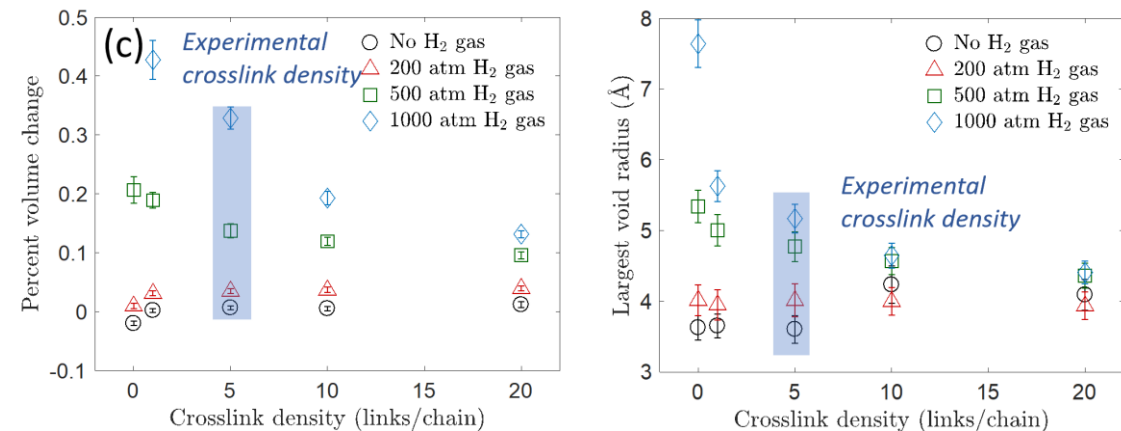 (c)
Experimental
crosslink density
No H₂ gas
200 atm H₂ gas
500 atm H₂ gas
1000 atm H₂ gas
Percent volume change
0.5
0.4
0.3
0.2
0.1
0
-0.1
0 5 10 15 20
Crosslink density (links/chain)
No H₂ gas
200 atm H₂ gas
500 atm H₂ gas
1000 atm H₂ gas
Experimental
crosslink density
Largest void radius (Å)
8
7
6
5
4
3
0 5 10 15 20
Crosslink density (links/chain)